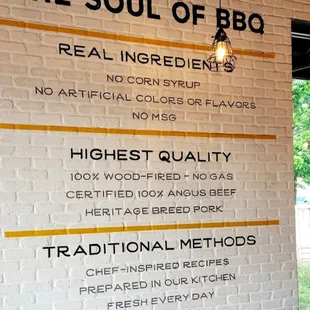 THE SOUL OF BBQ
REAL INGREDIENTS
NO CORN SYRUP
NO ARTIFICIAL COLORS OR FLAVORS
NO MSG
HIGHEST QUALITY
100% WOOD-FIRED - NO GAS
CERTIFIED 100% ANGUS BEEF
HERITAGE BREED PORK
TRADITIONAL METHODS
CHEF-INSPIRED RECIPES
PREPARED IN OUR KITCHEN
FRESH EVERY DAY